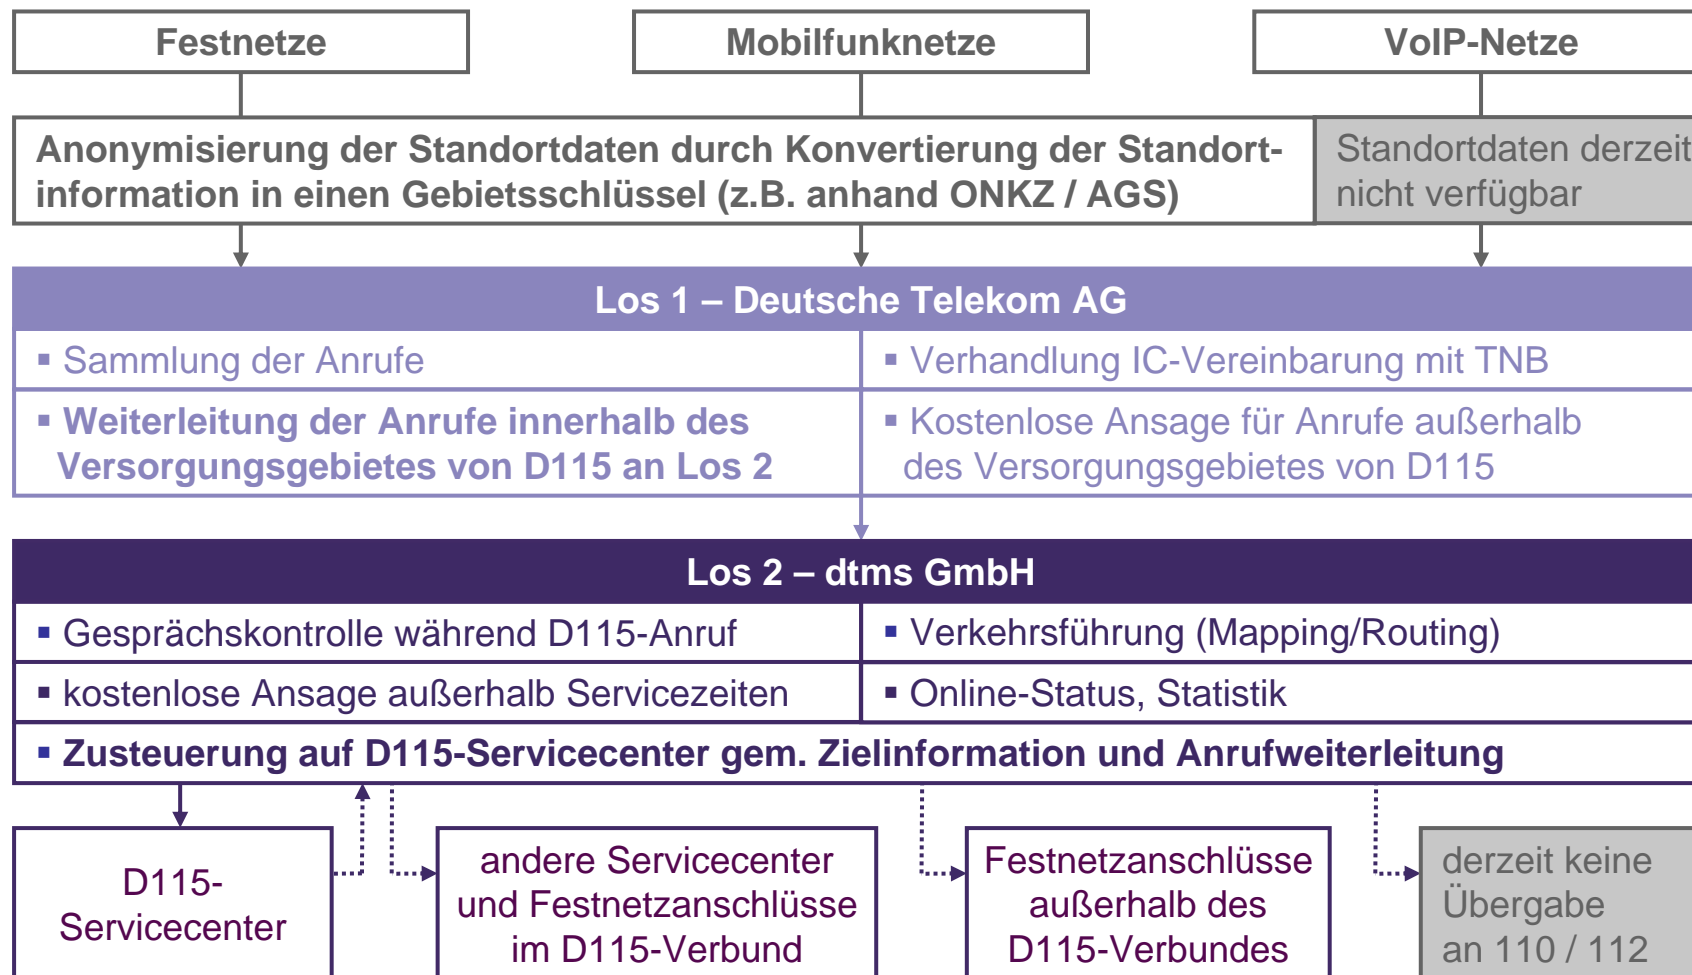 Festnetze
Mobilfunknetze
VoIP-Netze
Anonymisierung der Standortdaten durch Konvertierung der Standort-
information in einen Gebietsschlüssel (z.B. anhand ONKZ / AGS)
Standortdaten derzeit
nicht verfügbar
Los 1 – Deutsche Telekom AG
▪ Sammlung der Anrufe
▪ Verhandlung IC-Vereinbarung mit TNB
▪ Weiterleitung der Anrufe innerhalb des
Versorgungsgebietes von D115 an Los 2
▪ Kostenlose Ansage für Anrufe außerhalb
des Versorgungsgebietes von D115
Los 2 – dtms GmbH
▪ Gesprächskontrolle während D115-Anruf
▪ Verkehrsführung (Mapping/Routing)
▪ kostenlose Ansage außerhalb Servicezeiten
▪ Online-Status, Statistik
▪ Zusteuerung auf D115-Servicecenter gem. Zielinformation und Anrufweiterleitung
D115-
Servicecenter
andere Servicecenter
und Festnetzanschlüsse
im D115-Verbund
Festnetzanschlüsse
außerhalb des
D115-Verbundes
derzeit keine
Übergabe
an 110 / 112